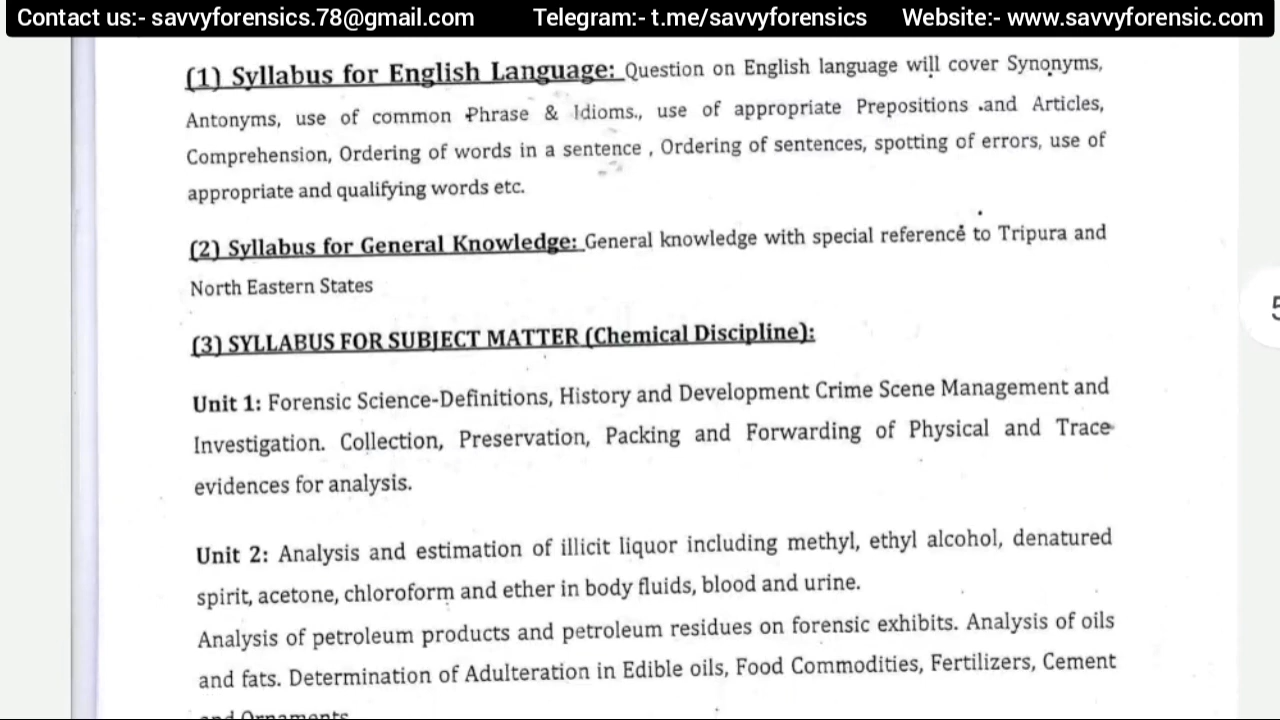 Contact us:- savvyforensics.78@gmail.com Telegram:- t.me/savvyforensics Website:- www.savvyforensic.com
(1) Syllabus for English Language: Question on English language will cover Synonyms,
Antonyms, use of common Phrase & Idioms., use of appropriate Prepositions .and Articles,
Comprehension, Ordering of words in a sentence , Ordering of sentences, spotting of errors, use of
appropriate and qualifying words etc.
(2) Syllabus for General Knowledge: General knowledge with special reference to Tripura and
North Eastern States
(3) SYLLABUS FOR SUBJECT MATTER (Chemical Discipline):
5
Unit 1: Forensic Science-Definitions, History and Development Crime Scene Management and
Investigation. Collection, Preservation, Packing and Forwarding of Physical and Trace
evidences for analysis.
Unit 2: Analysis and estimation of illicit liquor including methyl, ethyl alcohol, denatured
spirit, acetone, chloroform and ether in body fluids, blood and urine.
Analysis of petroleum products and petroleum residues on forensic exhibits. Analysis of oils
and fats. Determination of Adulteration in Edible oils, Food Commodities, Fertilizers, Cement
and Ornaments